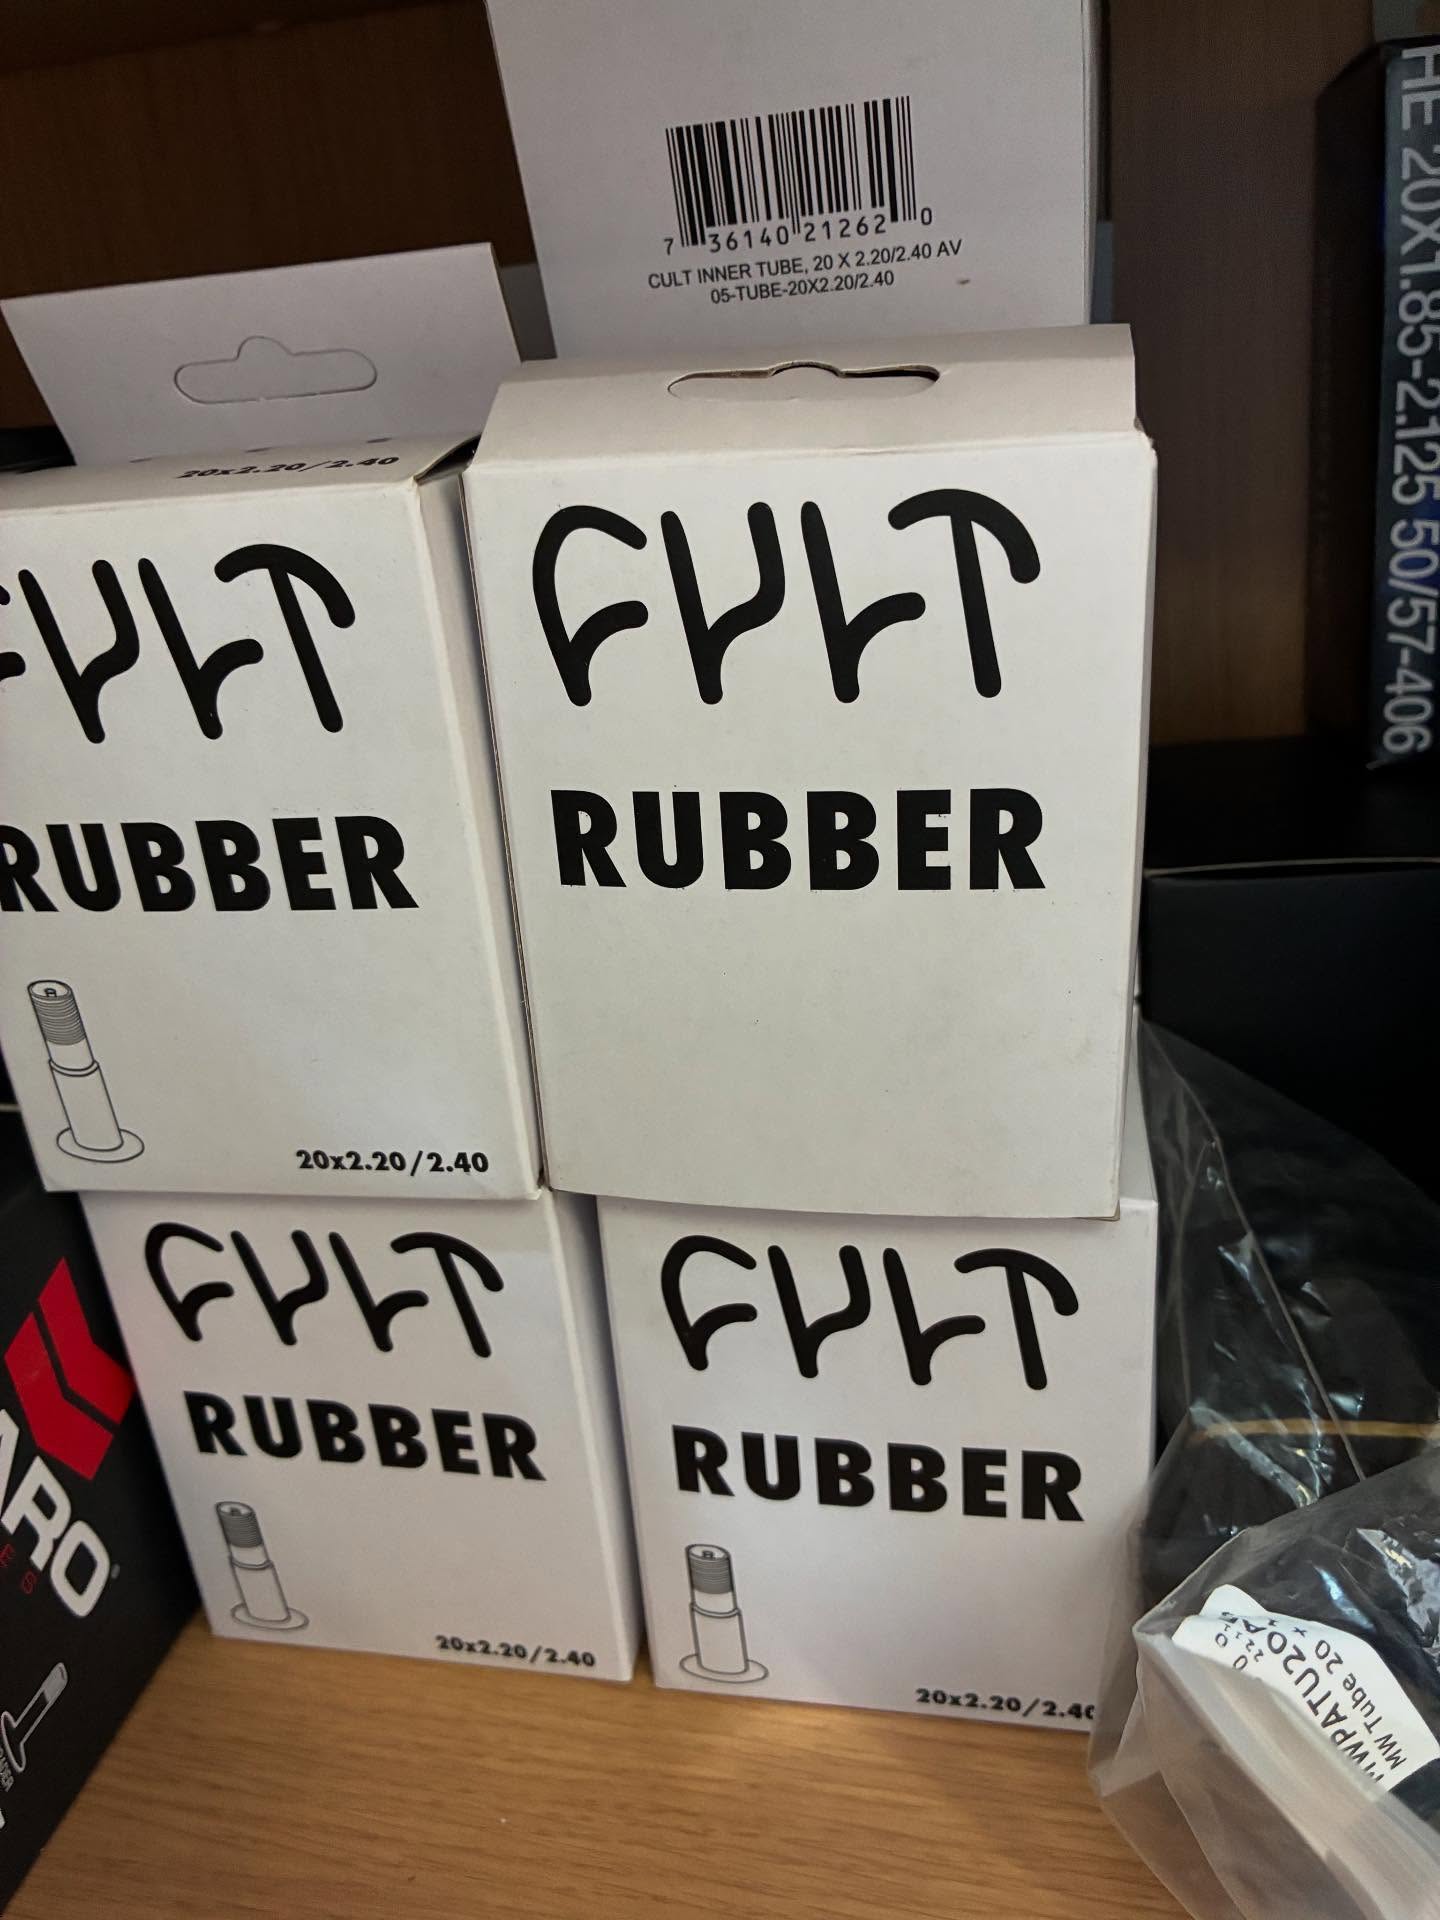 7 36140 21262 0
CULT INNER TUBE, 20 X 2.20/2.40 AV
05-TUBE-20X2.20/2.40
HE 20X1.85-2.125 50/57-406
20x2.20/2.40
CULT
RUBBER
20x2.20/2.40
CULT
RUBBER
CULT
RUBBER
20x2.20/2.40
CULT
RUBBER
20x2.20/2.40
ARO
MWPATU20A
MW Tube 20 x